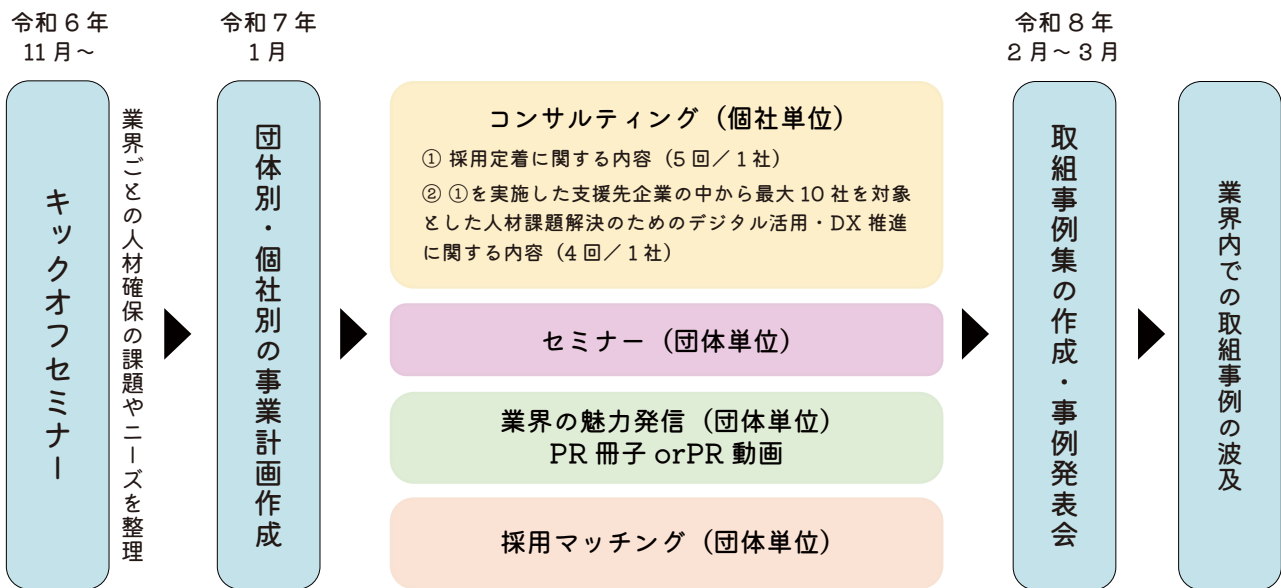 令和6年
11月～
キックオフセミナー
業界ごとの人材確保の課題やニーズを整理
令和7年
1月
団体別・個社別の事業計画作成
コンサルティング（個社単位）
① 採用定着に関する内容（5回／1社）
② ①を実施した支援先企業の中から最大10社を対象
とした人材課題解決のためのデジタル活用・DX推進
に関する内容（4回／1社）
セミナー（団体単位）
業界の魅力発信（団体単位）
PR冊子orPR動画
採用マッチング（団体単位）
令和8年
2月～3月
取組事例集の作成・事例発表会
業界内での取組事例の波及